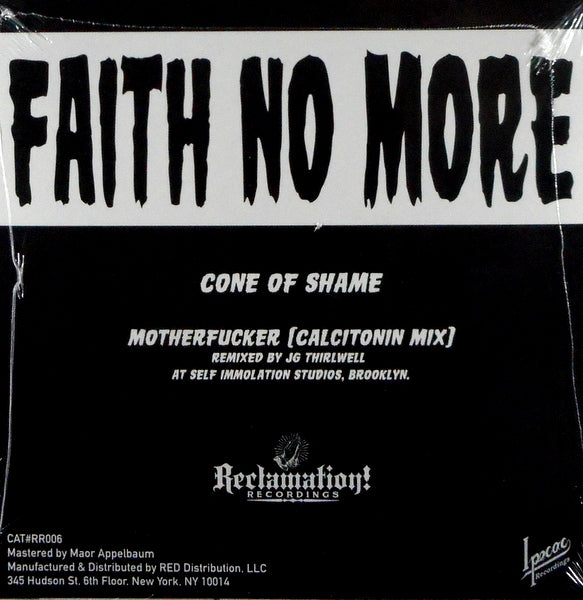 FAITH NO MORE
CONE OF SHAME
MOTHERFUCKER (CALCITONIN MIX)
REMIXED BY JG THIRLWELL
AT SELF IMMOLATION STUDIOS, BROOKLYN.
Reclamation!
RECORDINGS
CAT#RR006
Mastered by Maor Appelbaum
Manufactured & Distributed by RED Distribution, LLC
345 Hudson St. 6th Floor, New York, NY 10014
Ipecac
Recordings